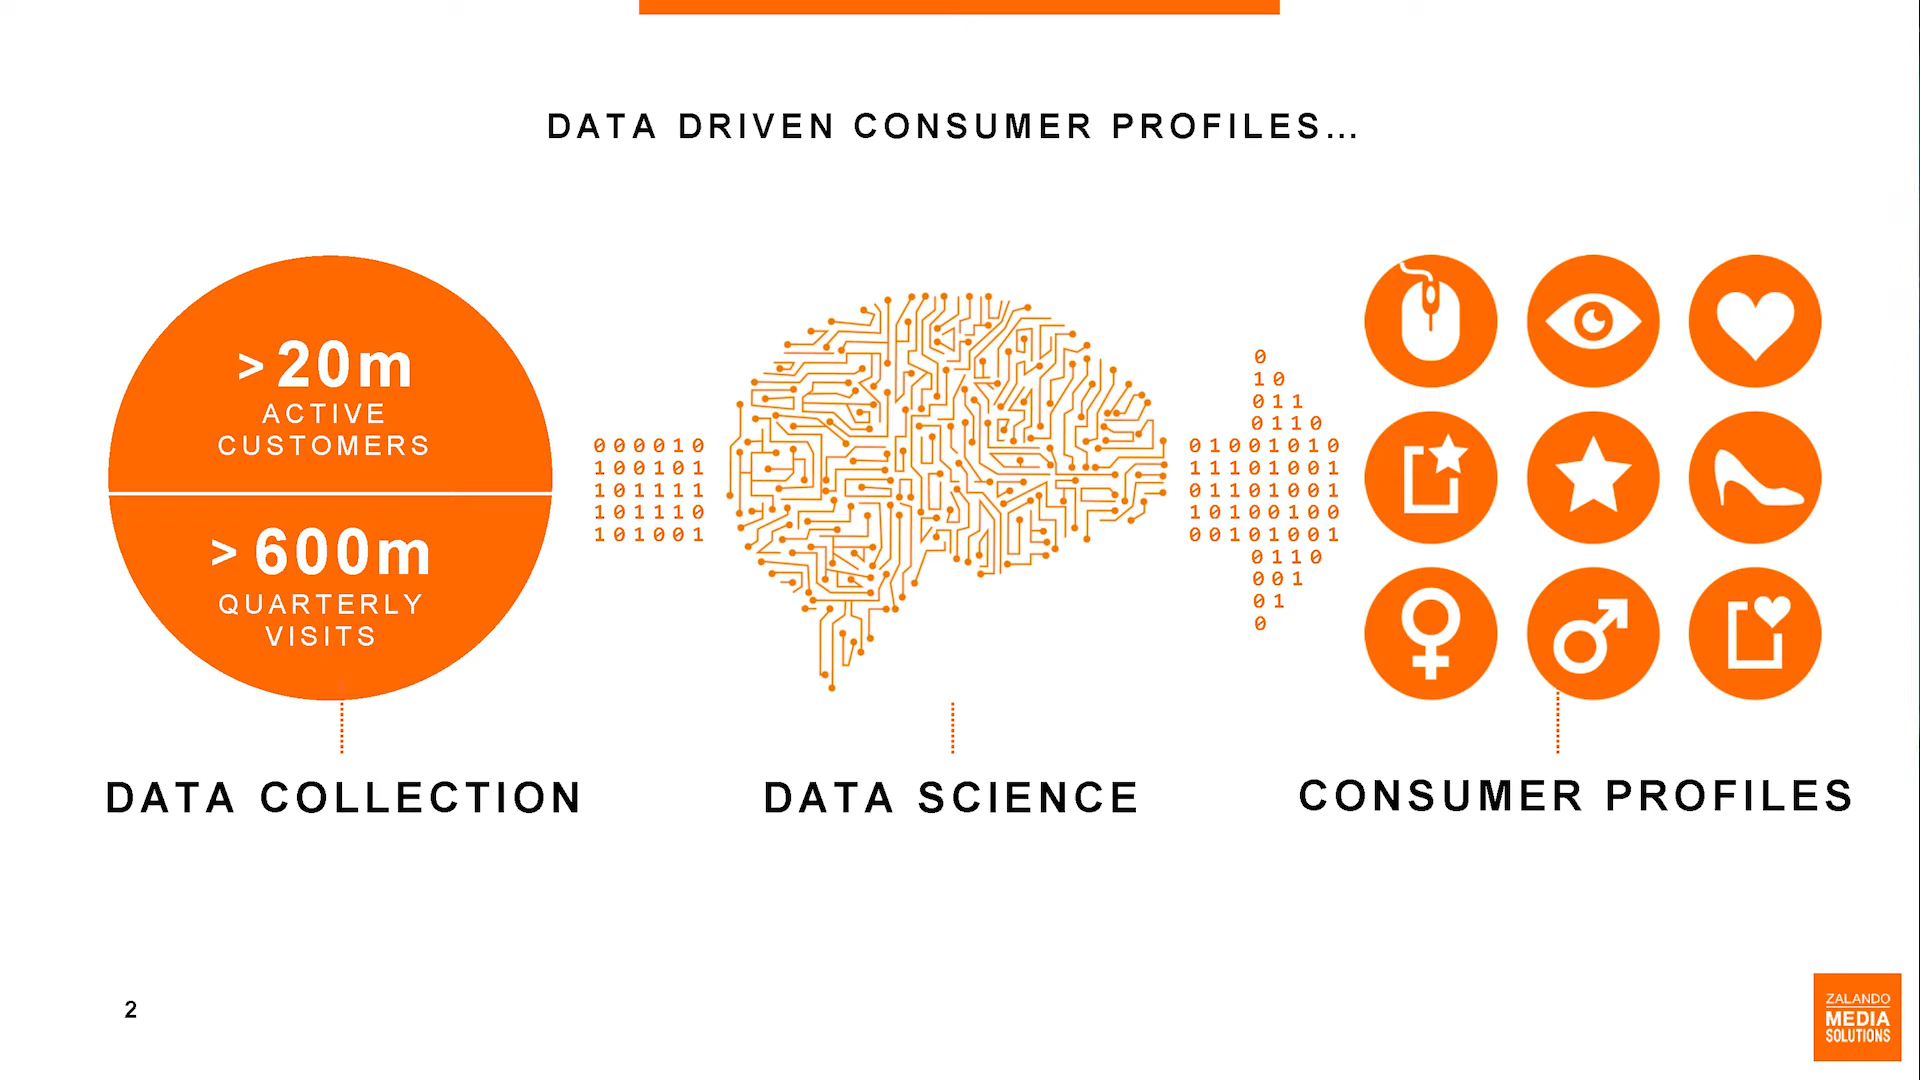 DATA DRIVEN CONSUMER PROFILES...
>20m
ACTIVE
CUSTOMERS
>600m
QUARTERLY
VISITS
000010
100101
101111
101110
101001
0
10
011
0110
01001010
11101001
01101001
10100100
00101001
0110
001
01
0
DATA COLLECTION
DATA SCIENCE
CONSUMER PROFILES
2
ZALANDO
MEDIA
SOLUTIONS